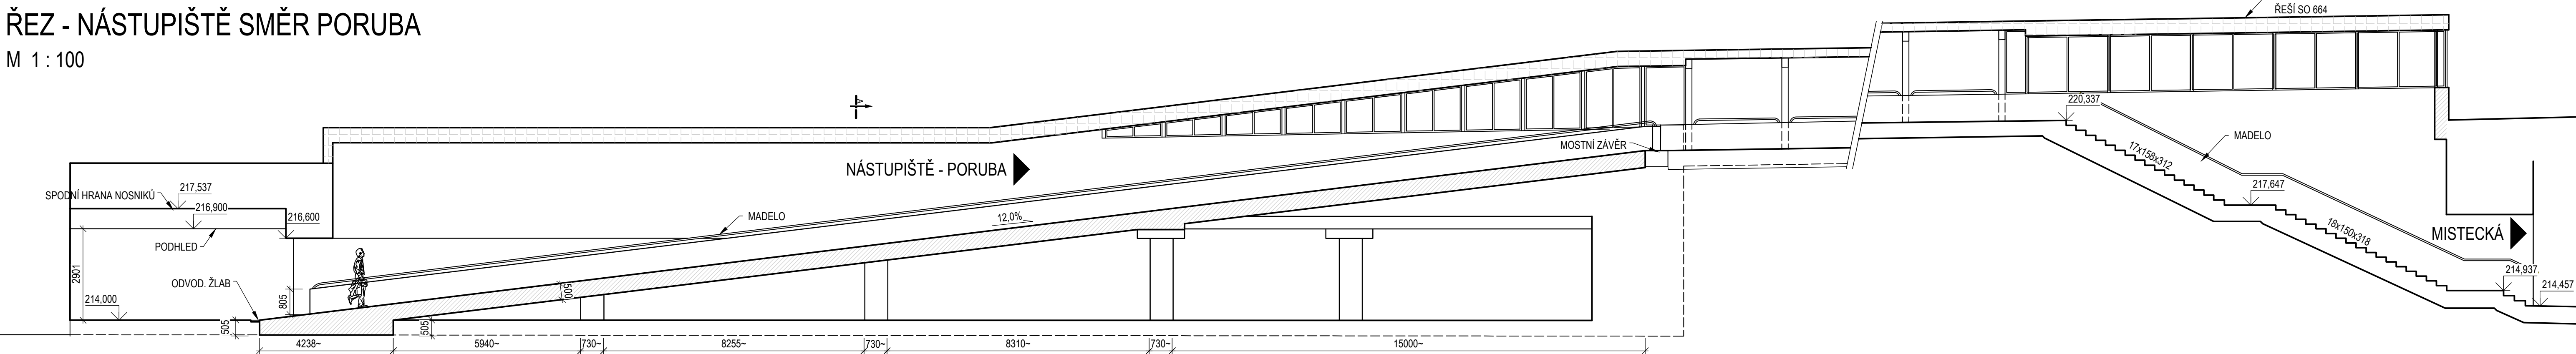 ŘEZ - NÁSTUPIŠTĚ SMĚR PORUBA
M 1 : 100
ŘEŠÍ SO 664
A
220,337
MADELO
NÁSTUPIŠTĚ - PORUBA
MOSTNÍ ZÁVĚR
17x158x312
217,647
SPODNÍ HRANA NOSNIKŮ
217,537
216,900
216,600
MADELO
12,0%
PODHLED
18x150x318
MISTECKÁ
2901
ODVOD. ŽLAB
214,937
214,457
214,000
805
500
505
505
4238~
5940~
730~
8255~
730~
8310~
730~
15000~